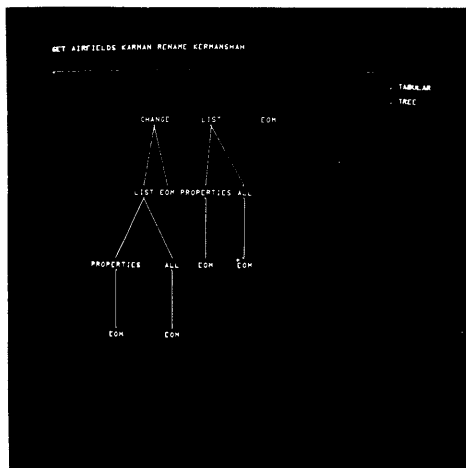 GET AIRFIELDS KARMAN RENAME KERMANSHAH
. TABULAR
. TREE
CHANGE LIST EOM
LIST EOM PROPERTIES ALL
PROPERTIES ALL EOM EOM
EOM EOM